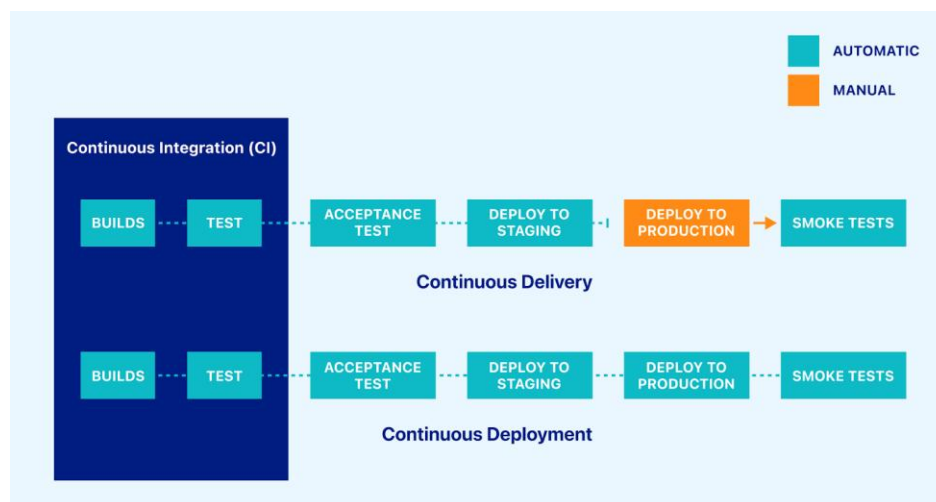 AUTOMATIC
MANUAL
Continuous Integration (CI)
BUILDS
TEST
ACCEPTANCE
TEST
DEPLOY TO
STAGING
DEPLOY TO
PRODUCTION
SMOKE TESTS
Continuous Delivery
BUILDS
TEST
ACCEPTANCE
TEST
DEPLOY TO
STAGING
DEPLOY TO
PRODUCTION
SMOKE TESTS
Continuous Deployment